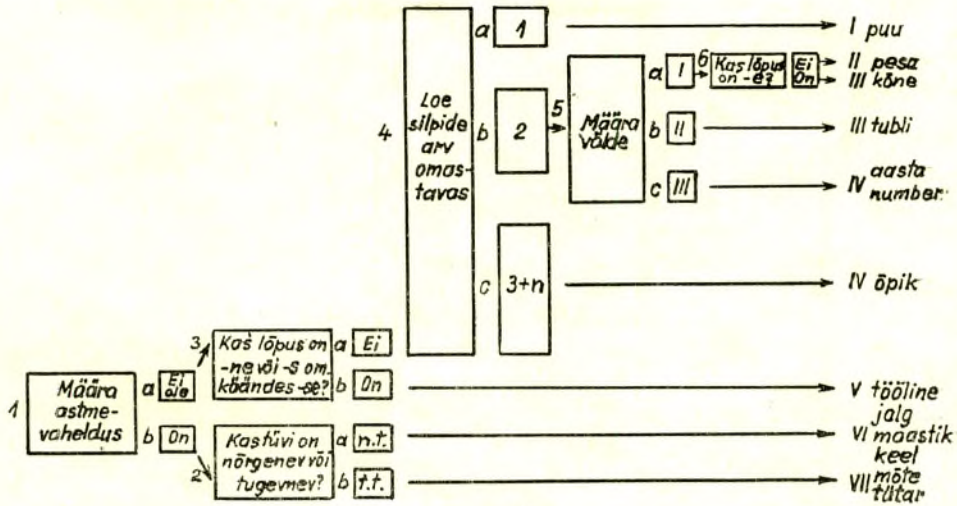 a 1 I puu
4 Loe
silpide
arv
omas-
tavas
b 2 5 Määra
välde
a I 6 Kas lõpus
on -e?
Ei II pesa
On III kõne
b II III tubli
c III IV aasta
number
c 3+n IV õpik
1 Määra
astme-
vaheldus
a Ei
ole
b On
3 Kas lõpus on
-ne või -s om.
käändes -se?
a Ei
b On V tööline
2 Kas tüvi on
nõrgenev või
tugevnev?
a n.t. jalg
VI maastik
keel
b t.t. VII mõte
tütar